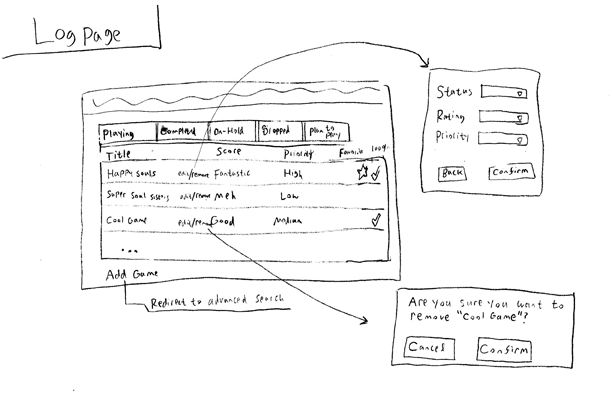 Log Page
Status
Rating
Priority
Back Confirm
Playing Completed On-Hold Dropped plan to play
Title Score Priority Favorite 100%
Happy Souls edit/remove Fantastic High
Super Soul Sisters edit/remove Meh Low
Cool Game edit/remove Good Medium
...
Add Game
Redirect to advanced search
Are you sure you want to
remove "Cool Game"?
Cancel Confirm